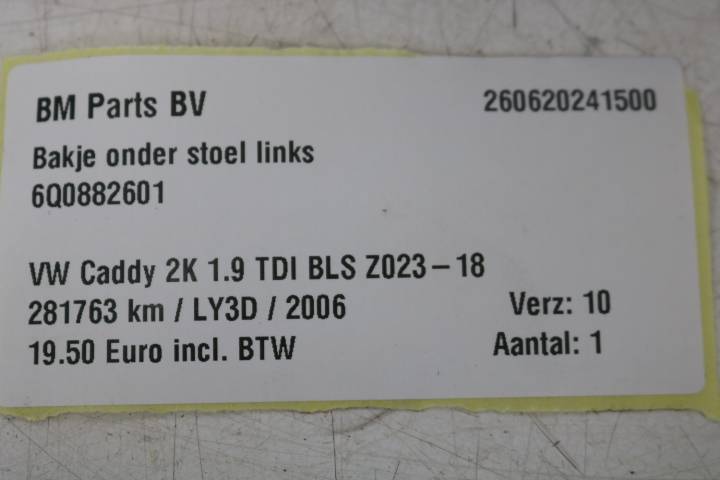 BM Parts BV 260620241500
Bakje onder stoel links
6Q0882601
VW Caddy 2K 1.9 TDI BLS Z023-18
281763 km / LY3D / 2006 Verz: 10
19.50 Euro incl. BTW Aantal: 1